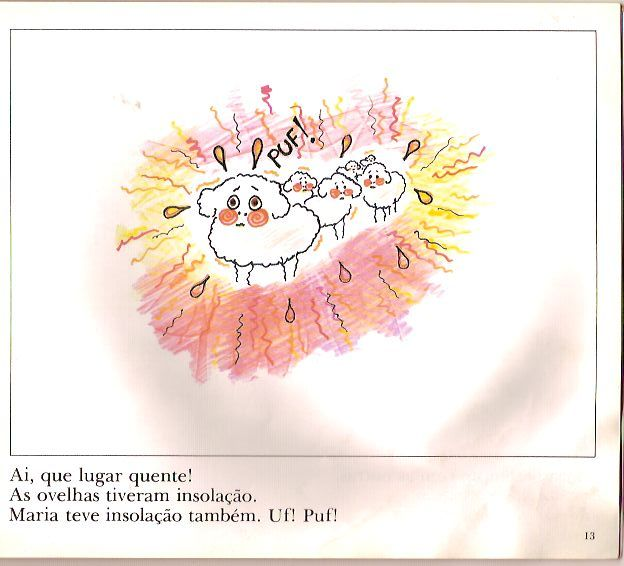 PUF!
Ai, que lugar quente!
As ovelhas tiveram insolação.
Maria teve insolação também. Uf! Puf!
13